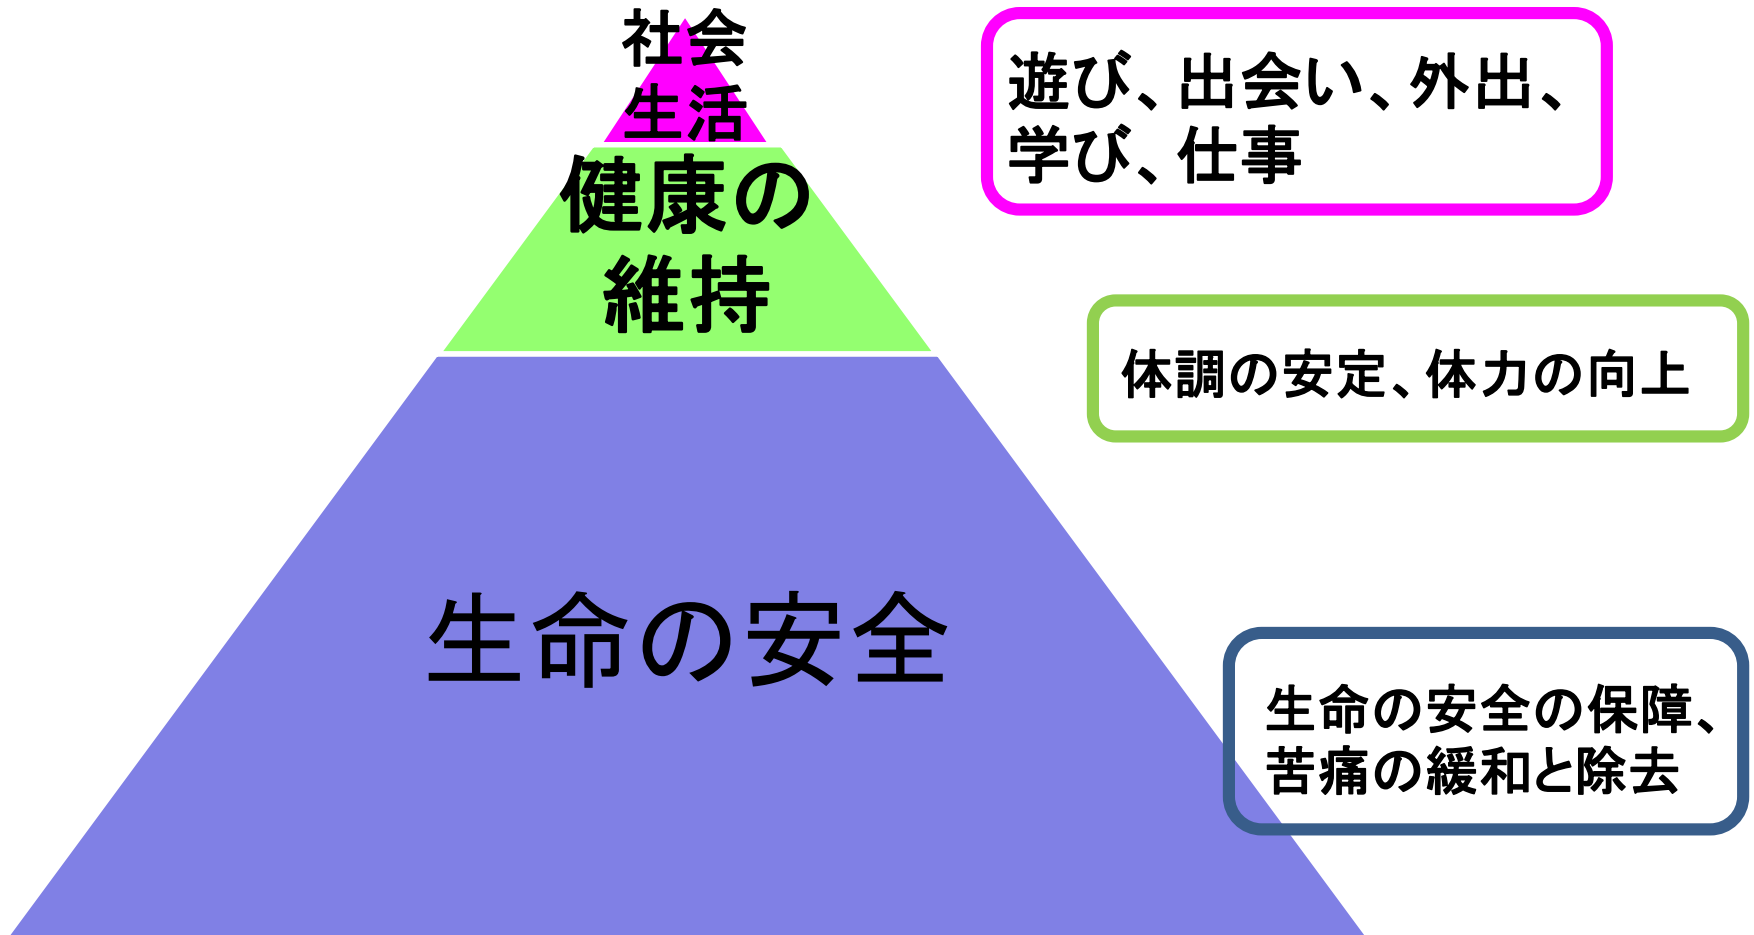 社会
生活
遊び、出会い、外出、
学び、仕事
健康の
維持
体調の安定、体力の向上
生命の安全
生命の安全の保障、
苦痛の緩和と除去